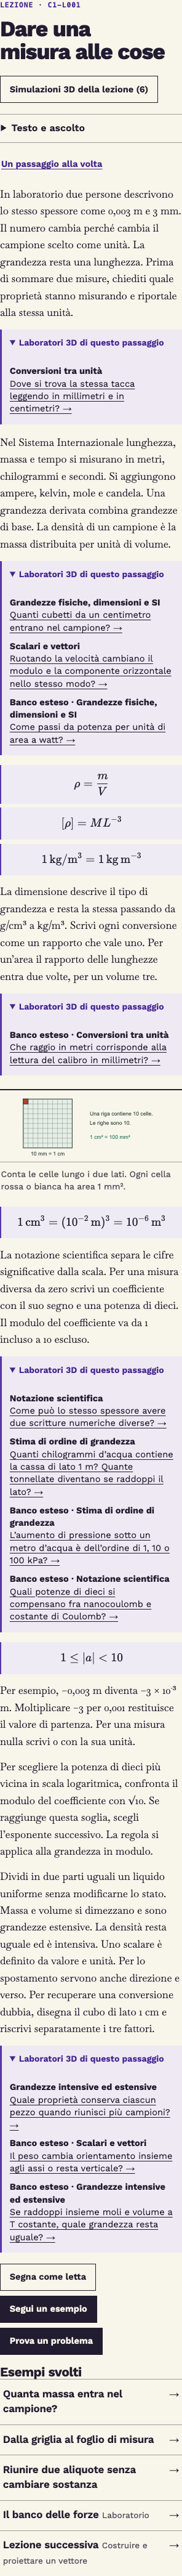 LEZIONE · C1-L001
Dare una
misura alle cose
Simulazioni 3D della lezione (6)
▶ Testo e ascolto
Un passaggio alla volta
In laboratorio due persone descrivono
lo stesso spessore come 0,003 m e 3 mm.
Il numero cambia perché cambia il
campione scelto come unità. La
grandezza resta una lunghezza. Prima di
sommare due misure, chiediti quale
proprietà stanno misurando e riportale
alla stessa unità.
▼ Laboratori 3D di questo passaggio
Conversioni tra unità
Dove si trova la stessa tacca
leggendo in millimetri e in
centimetri? →
Nel Sistema Internazionale lunghezza,
massa e tempo si misurano in metri,
chilogrammi e secondi. Si aggiungono
ampere, kelvin, mole e candela. Una
grandezza derivata combina grandezze
di base. La densità di un campione è la
massa distribuita per unità di volume.
▼ Laboratori 3D di questo passaggio
Grandezze fisiche, dimensioni e SI
Quanti cubetti da un centimetro
entrano nel campione? →
Scalari e vettori
Ruotando la velocità cambiano il
modulo e la componente orizzontale
nello stesso modo? →
Banco esteso · Grandezze fisiche,
dimensioni e SI
Come passi da potenza per unità di
area a watt? →
ρ = m/V
[ρ] = ML⁻³
1 kg/m³ = 1 kg m⁻³
La dimensione descrive il tipo di
grandezza e resta la stessa passando da
g/cm³ a kg/m³. Scrivi ogni conversione
come un rapporto che vale uno. Per
un'area il rapporto delle lunghezze
entra due volte, per un volume tre.
▼ Laboratori 3D di questo passaggio
Banco esteso · Conversioni tra unità
Che raggio in metri corrisponde alla
lettura del calibro in millimetri? →
Una riga contiene 10 celle.
Le righe sono 10.
1 cm² = 100 mm²
10 mm = 1 cm
Conta le celle lungo i due lati. Ogni cella
rossa o bianca ha area 1 mm².
1 cm³ = (10⁻² m)³ = 10⁻⁶ m³
La notazione scientifica separa le cifre
significative dalla scala. Per una misura
diversa da zero scrivi un coefficiente
con il suo segno e una potenza di dieci.
Il modulo del coefficiente va da 1
incluso a 10 escluso.
▼ Laboratori 3D di questo passaggio
Notazione scientifica
Come può lo stesso spessore avere
due scritture numeriche diverse? →
Stima di ordine di grandezza
Quanti chilogrammi d'acqua contiene
la cassa di lato 1 m? Quante
tonnellate diventano se raddoppi il
lato? →
Banco esteso · Stima di ordine di
grandezza
L'aumento di pressione sotto un
metro d'acqua è dell'ordine di 1, 10 o
100 kPa? →
Banco esteso · Notazione scientifica
Quali potenze di dieci si
compensano fra nanocoulomb e
costante di Coulomb? →
1 ≤ |a| < 10
Per esempio, −0,003 m diventa −3 × 10⁻³
m. Moltiplicare −3 per 0,001 restituisce
il valore di partenza. Per una misura
nulla scrivi 0 con la sua unità.
Per scegliere la potenza di dieci più
vicina in scala logaritmica, confronta il
modulo del coefficiente con √10. Se
raggiunge questa soglia, scegli
l'esponente successivo. La regola si
applica alla grandezza in modulo.
Dividi in due parti uguali un liquido
uniforme senza modificarne lo stato.
Massa e volume si dimezzano e sono
grandezze estensive. La densità resta
uguale ed è intensiva. Uno scalare è
definito da valore e unità. Per lo
spostamento servono anche direzione e
verso. Per recuperare una conversione
dubbia, disegna il cubo di lato 1 cm e
riscrivi separatamente i tre fattori.
▼ Laboratori 3D di questo passaggio
Grandezze intensive ed estensive
Quale proprietà conserva ciascun
pezzo quando riunisci più campioni?
→
Banco esteso · Scalari e vettori
Il peso cambia orientamento insieme
agli assi o resta verticale? →
Banco esteso · Grandezze intensive
ed estensive
Se raddoppi insieme moli e volume a
T costante, quale grandezza resta
uguale? →
Segna come letta
Segui un esempio
Prova un problema
Esempi svolti
Quanta massa entra nel
campione? →
Dalla griglia al foglio di misura →
Riunire due aliquote senza
cambiare sostanza →
Il banco delle forze Laboratorio →
Lezione successiva Costruire e
proiettare un vettore →